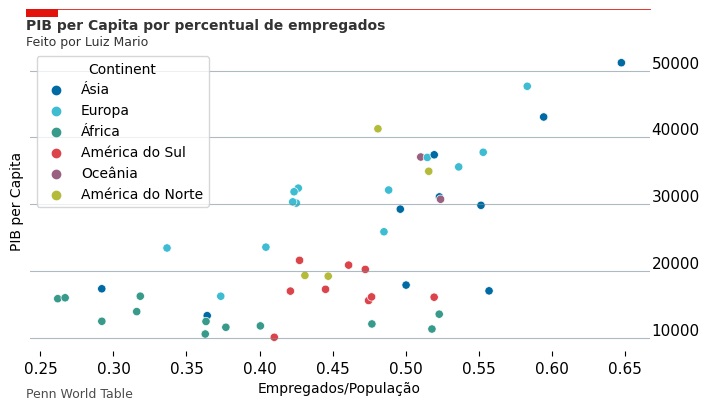 PIB per Capita por percentual de empregados
Feito por Luiz Mario
Continent
Ásia
Europa
África
América do Sul
Oceânia
América do Norte
PIB per Capita
50000
40000
30000
20000
10000
0.25 0.30 0.35 0.40 0.45 0.50 0.55 0.60 0.65
Empregados/População
Penn World Table